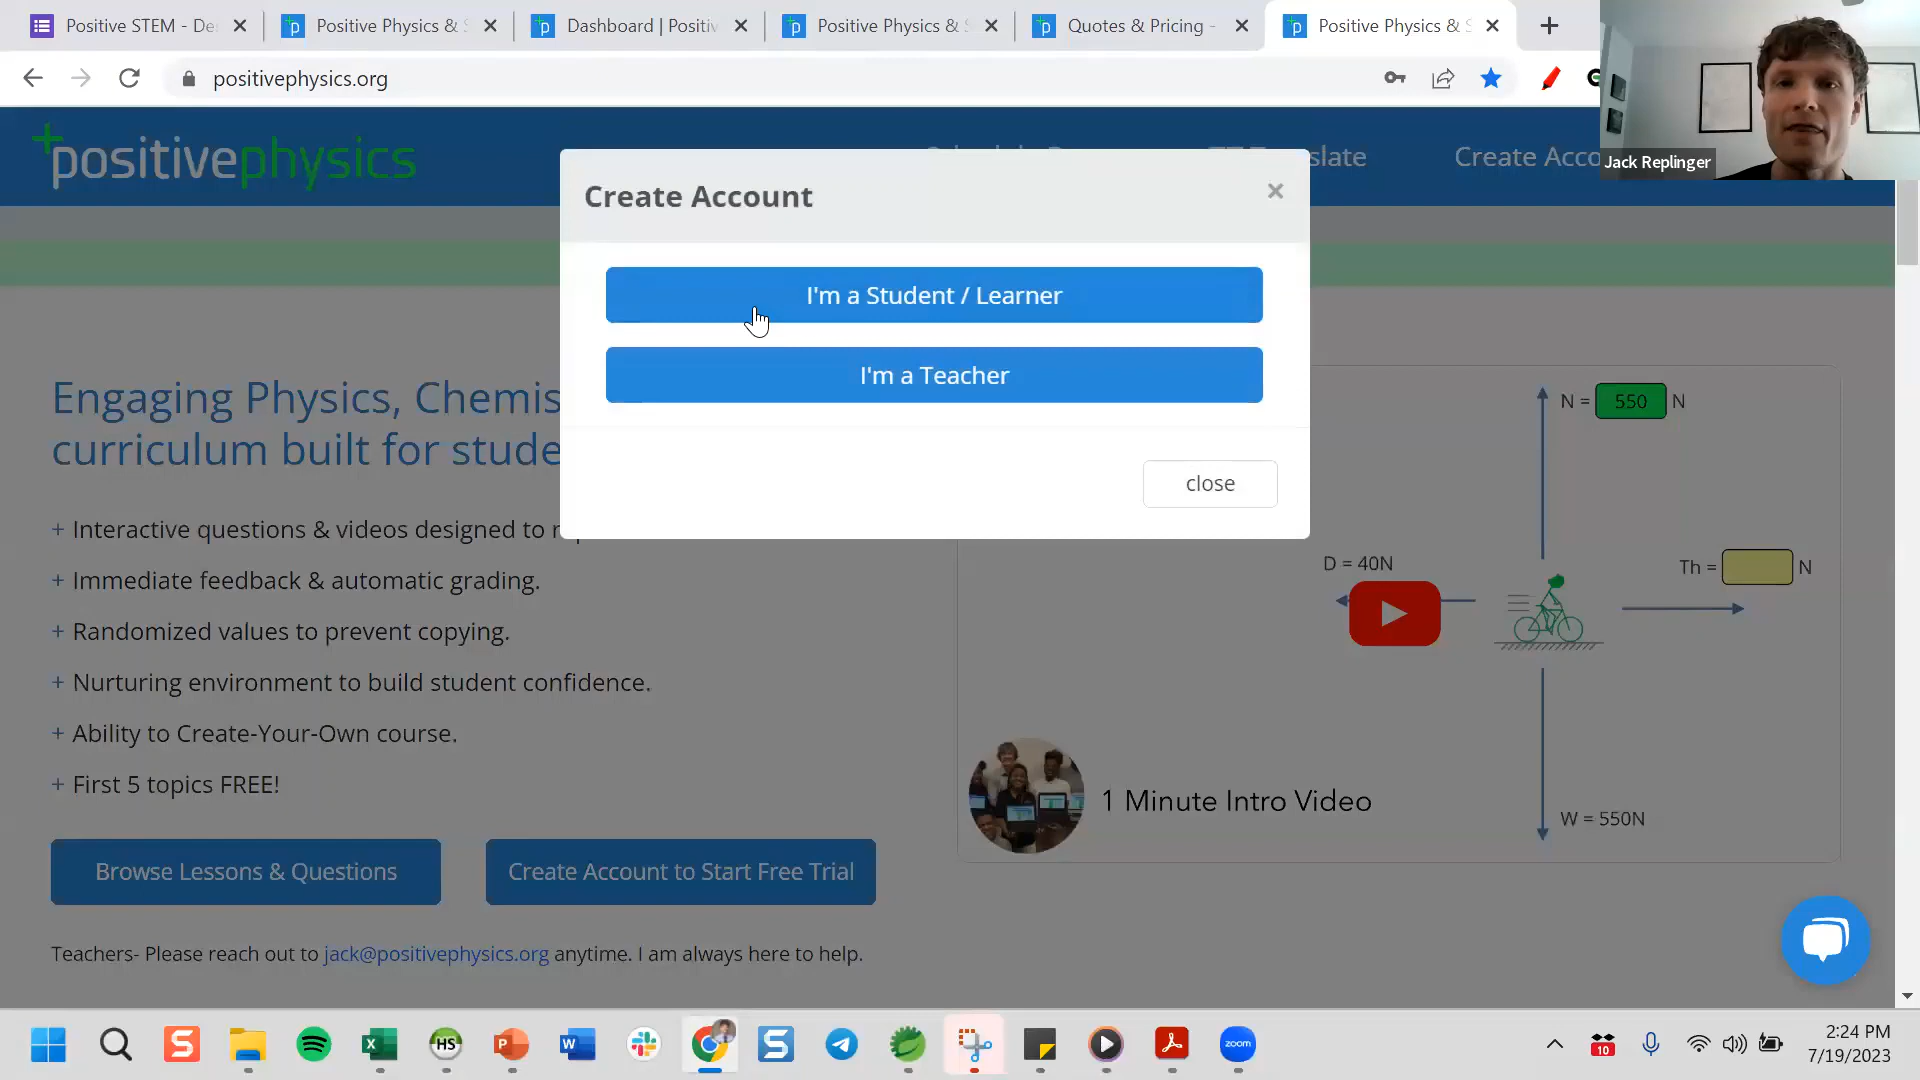 Positive STEM - De
Positive Physics & S
Dashboard | Positiv
Positive Physics & S
Quotes & Pricing -
Positive Physics & S
positivephysics.org
Jack Replinger
positivephysics
slate
Create Acco
Create Account
×
I'm a Student / Learner
I'm a Teacher
close
Engaging Physics, Chemis
curriculum built for stude
+ Interactive questions & videos designed to r
+ Immediate feedback & automatic grading.
+ Randomized values to prevent copying.
+ Nurturing environment to build student confidence.
+ Ability to Create-Your-Own course.
+ First 5 topics FREE!
Browse Lessons & Questions
Create Account to Start Free Trial
Teachers- Please reach out to jack@positivephysics.org anytime. I am always here to help.
N = 550 N
D = 40N
Th = N
W = 550N
1 Minute Intro Video
S
X
HS
P
W
S
zoom
10
2:24 PM
7/19/2023